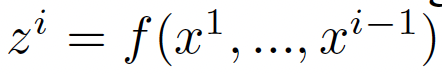 $z^i = f(x^1, ..., x^{i-1})$